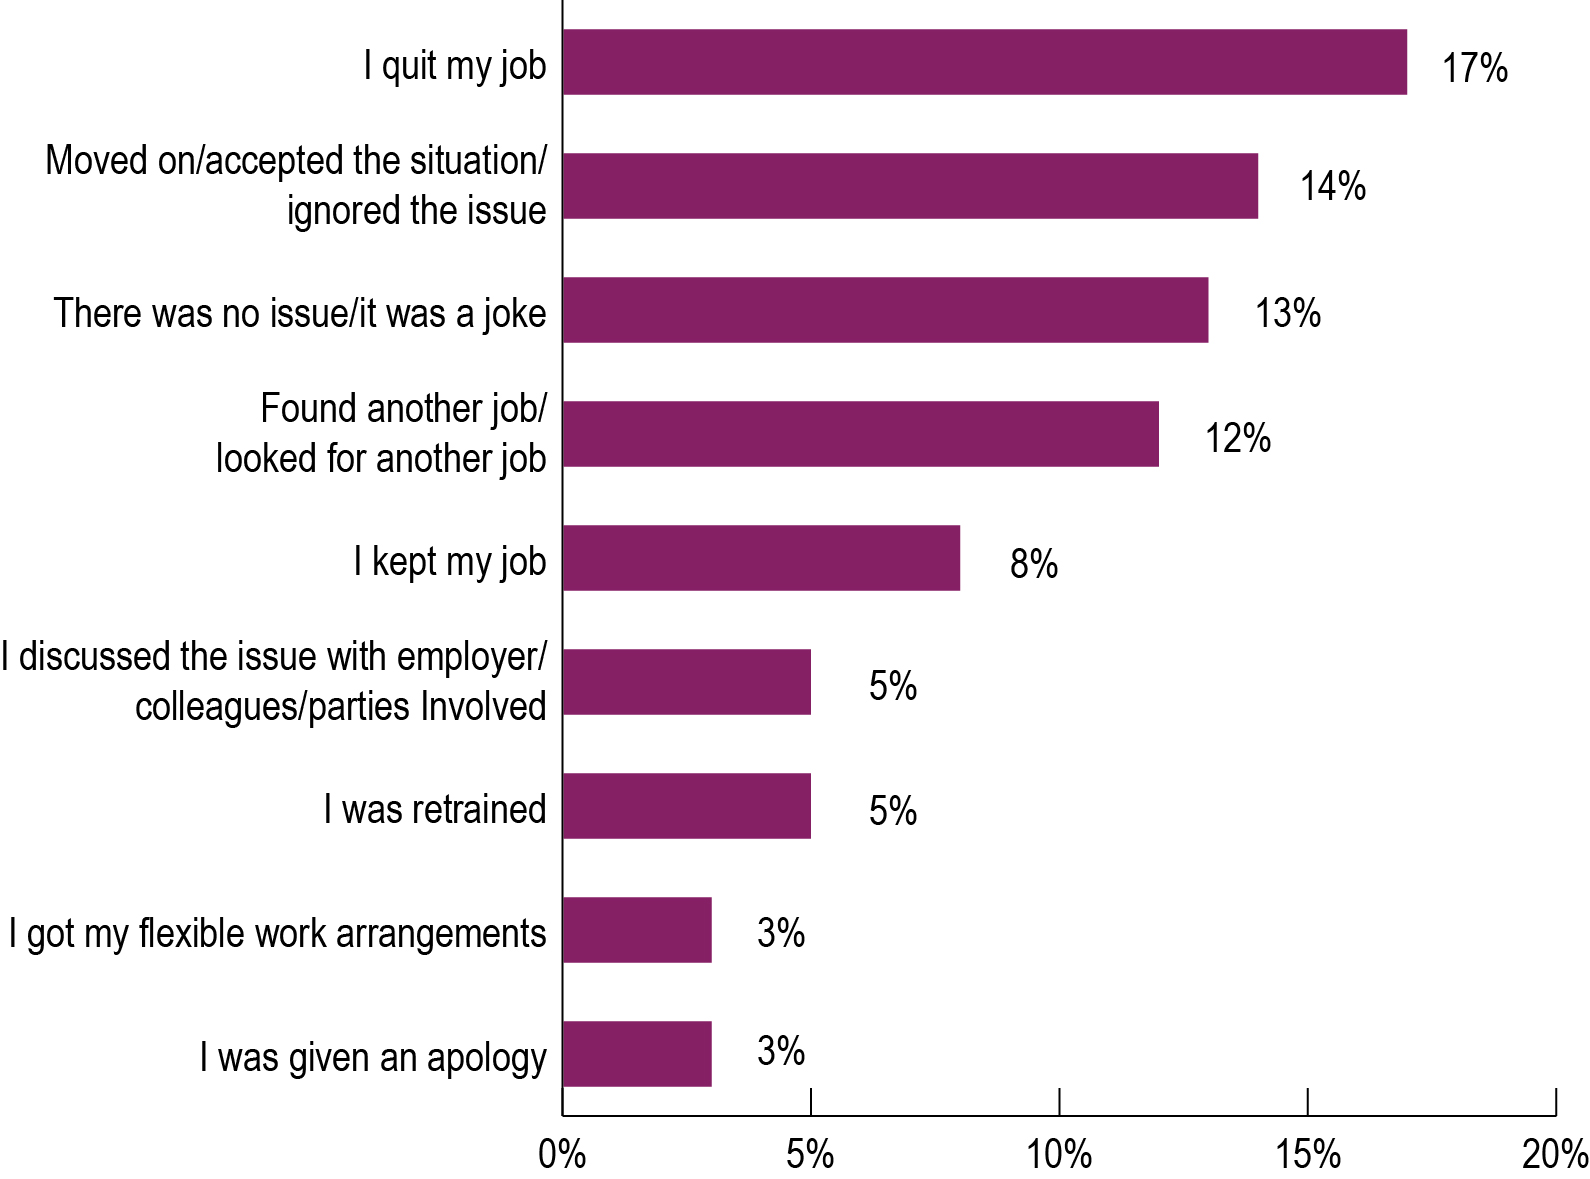 I quit my job
17%
Moved on/accepted the situation/
ignored the issue
14%
There was no issue/it was a joke
13%
Found another job/
looked for another job
12%
I kept my job
8%
I discussed the issue with employer/
colleagues/parties Involved
5%
I was retrained
5%
I got my flexible work arrangements
3%
I was given an apology
3%
0% 5% 10% 15% 20%